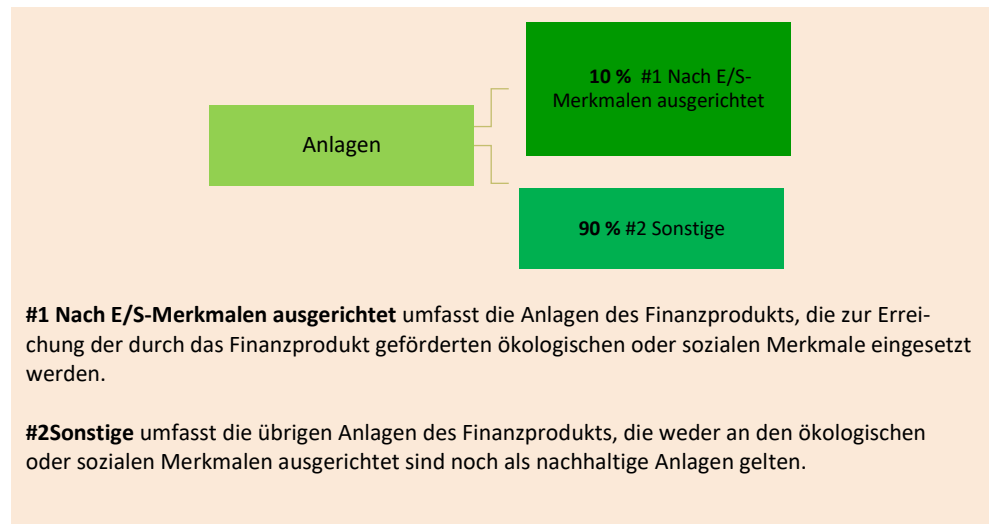 10 % #1 Nach E/S-
Merkmalen ausgerichtet
Anlagen
90 % #2 Sonstige
#1 Nach E/S-Merkmalen ausgerichtet umfasst die Anlagen des Finanzprodukts, die zur Errei-
chung der durch das Finanzprodukt geförderten ökologischen oder sozialen Merkmale eingesetzt
werden.
#2Sonstige umfasst die übrigen Anlagen des Finanzprodukts, die weder an den ökologischen
oder sozialen Merkmalen ausgerichtet sind noch als nachhaltige Anlagen gelten.